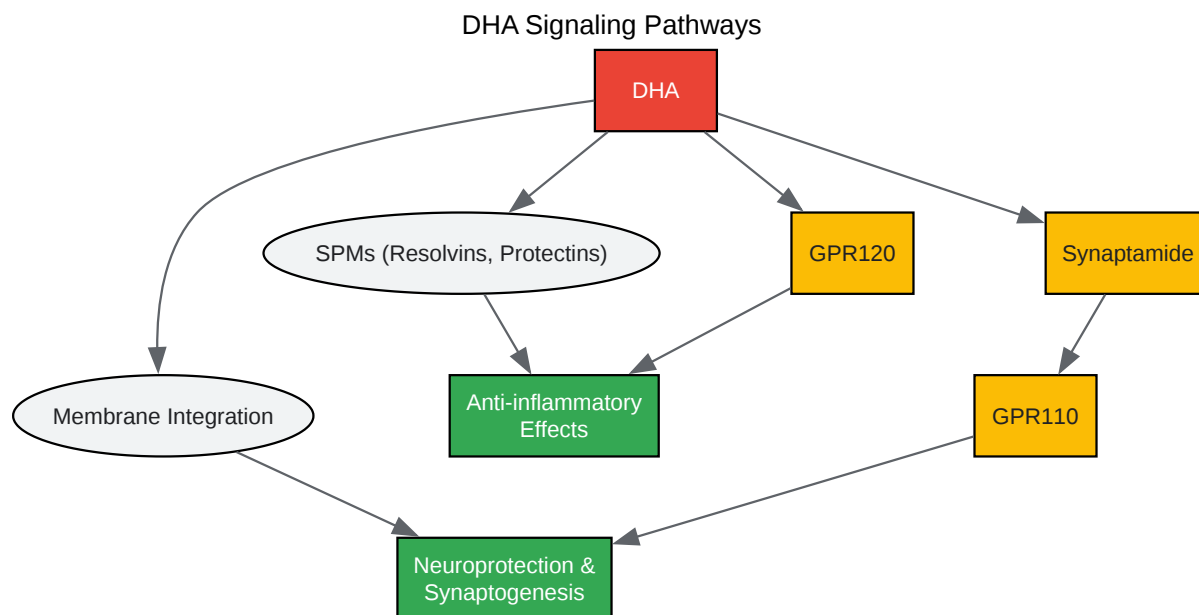 DHA Signaling Pathways
DHA
SPMs (Resolvins, Protectins)
GPR120
Synaptamide
Membrane Integration
Anti-inflammatory
Effects
GPR110
Neuroprotection &
Synaptogenesis